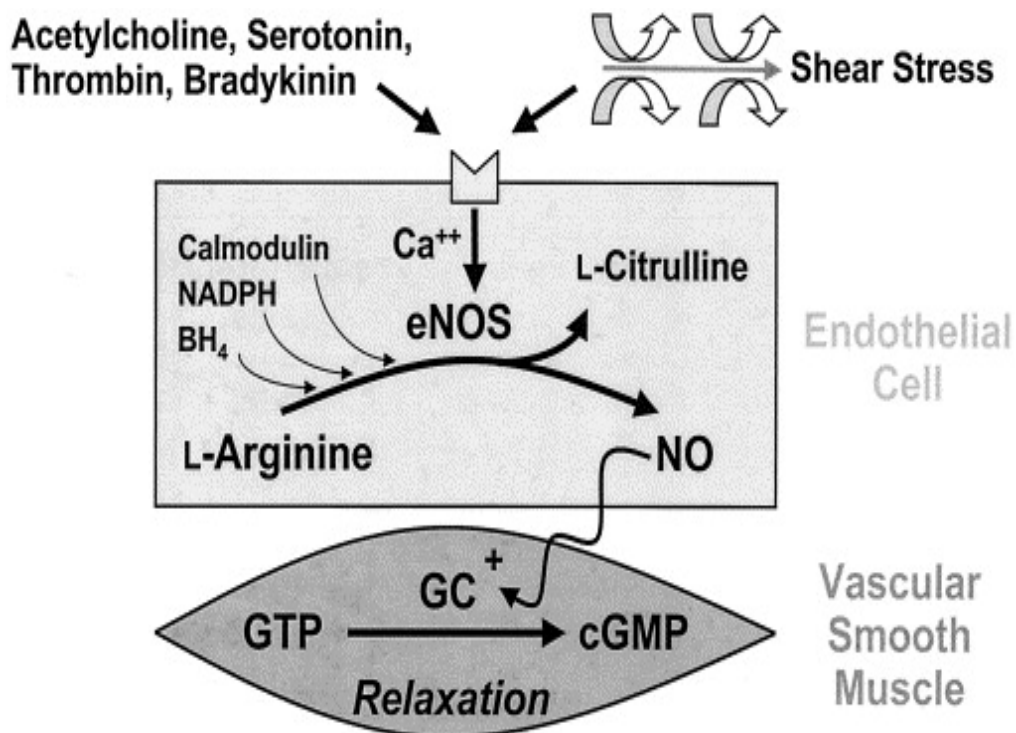 Acetylcholine, Serotonin,
Thrombin, Bradykinin
Shear Stress
Calmodulin
NADPH
BH₄
Ca⁺⁺
eNOS
L-Citrulline
L-Arginine
NO
Endothelial
Cell
GC +
GTP
cGMP
Relaxation
Vascular
Smooth
Muscle